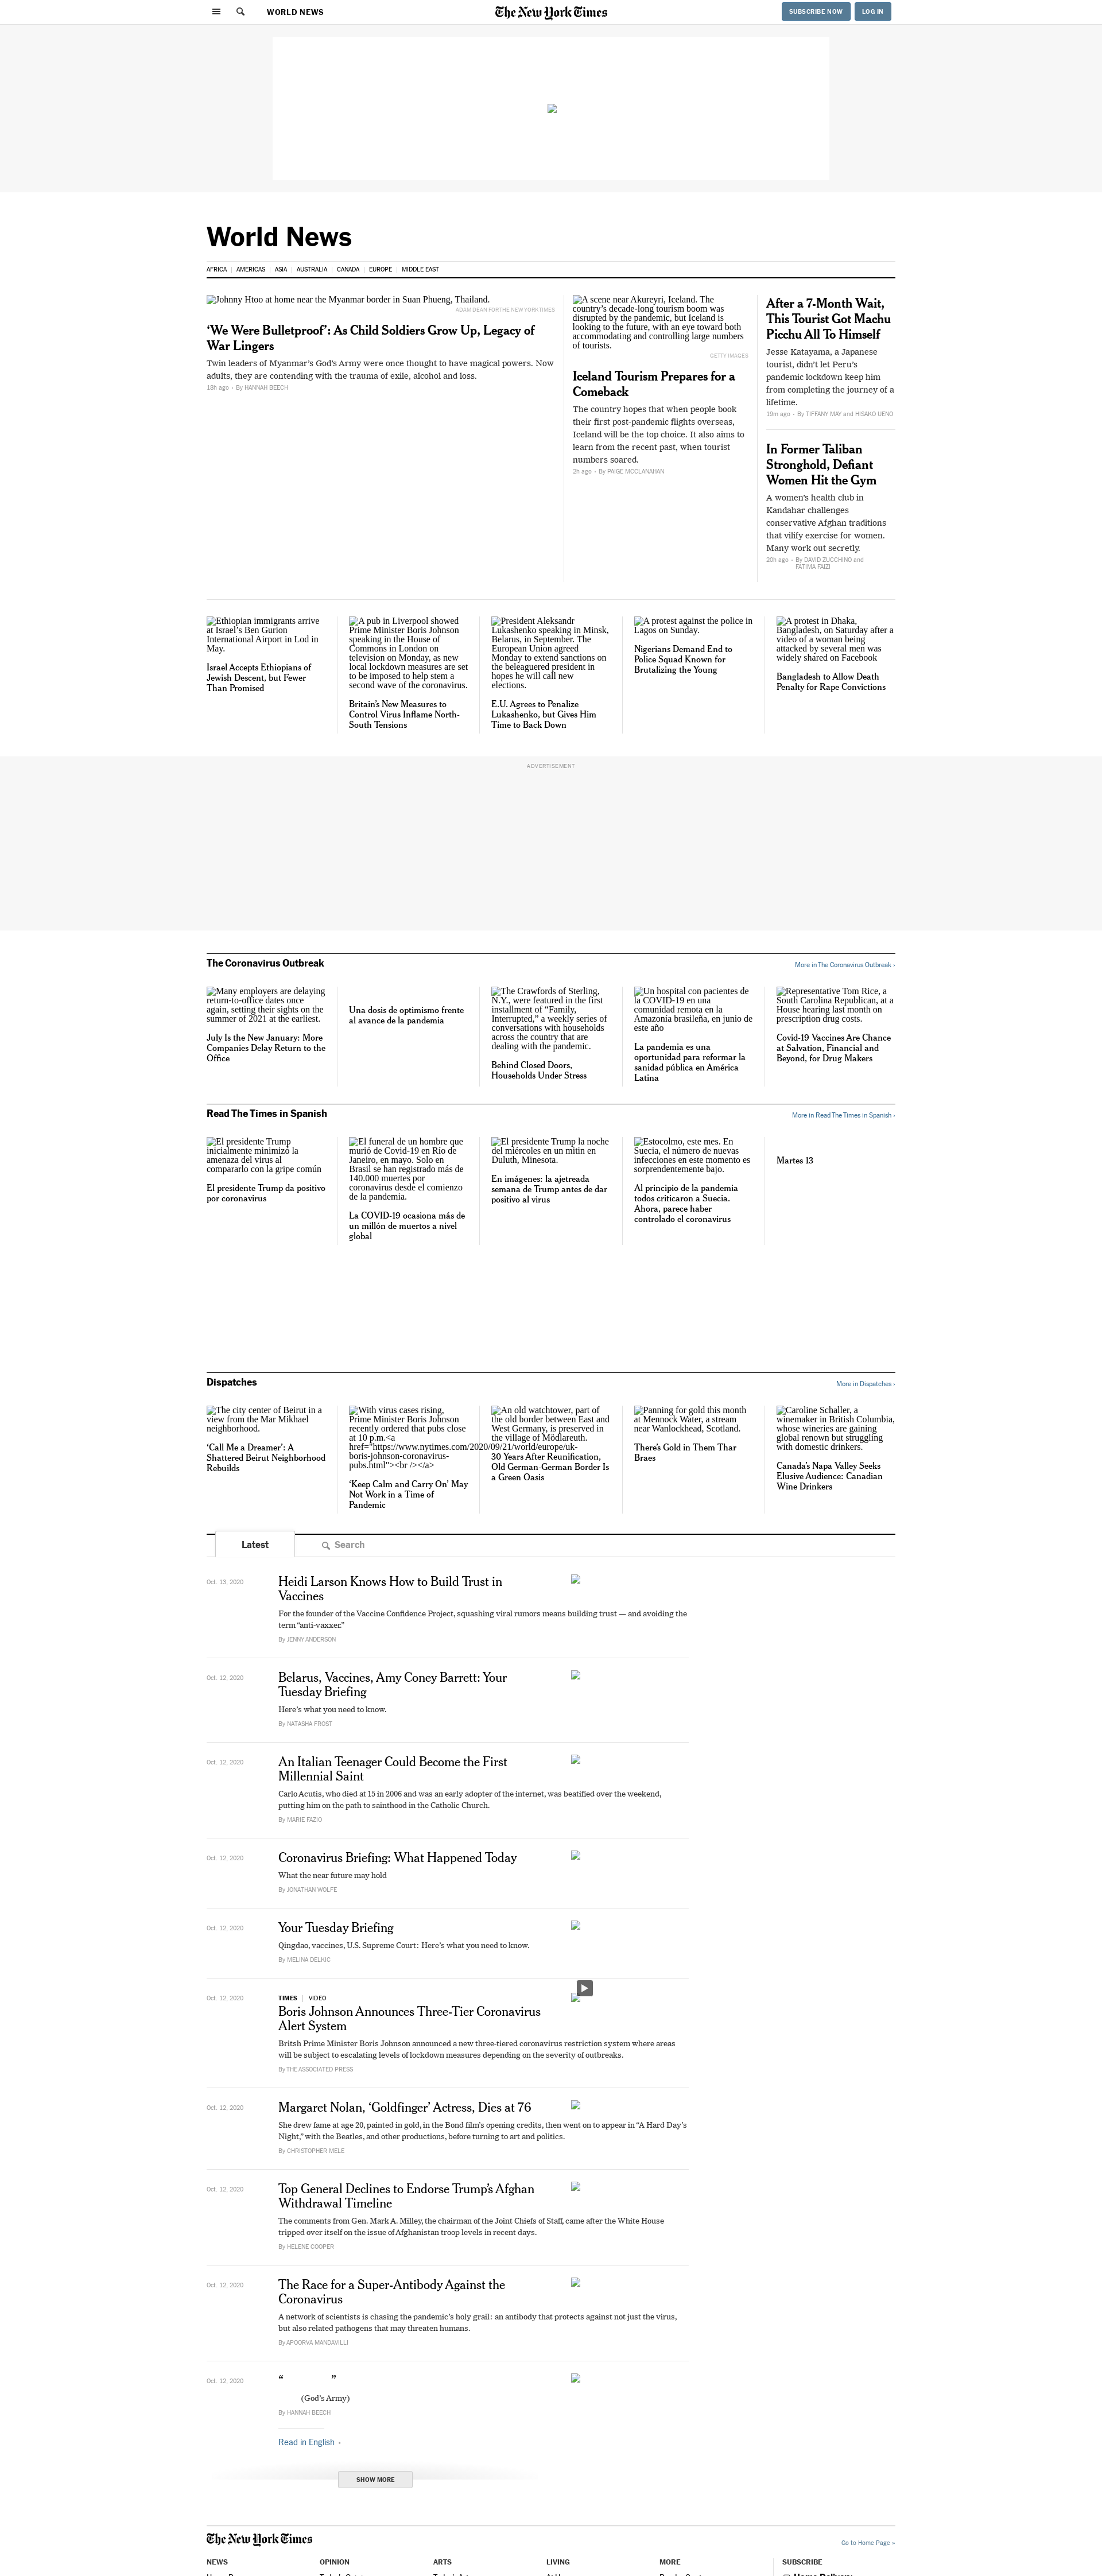 WORLD NEWS
The New York Times
SUBSCRIBE NOW
LOG IN
World News
AFRICA
AMERICAS
ASIA
AUSTRALIA
CANADA
EUROPE
MIDDLE EAST
Johnny Htoo at home near the Myanmar border in Suan Phueng, Thailand.
ADAM DEAN FOR THE NEW YORK TIMES
‘We Were Bulletproof’: As Child Soldiers Grow Up, Legacy of
War Lingers
Twin leaders of Myanmar’s God’s Army were once thought to have magical powers. Now
adults, they are contending with the trauma of exile, alcohol and loss.
18h ago · By HANNAH BEECH
A scene near Akureyri, Iceland. The
country’s decade-long tourism boom was
disrupted by the pandemic, but Iceland is
looking to the future, with an eye toward both
accommodating and controlling large numbers
of tourists.
GETTY IMAGES
Iceland Tourism Prepares for a
Comeback
The country hopes that when people book
their first post-pandemic flights overseas,
Iceland will be the top choice. It also aims to
learn from the recent past, when tourist
numbers soared.
2h ago · By PAIGE MCCLANAHAN
After a 7-Month Wait,
This Tourist Got Machu
Picchu All To Himself
Jesse Katayama, a Japanese
tourist, didn’t let Peru’s
pandemic lockdown keep him
from completing the journey of a
lifetime.
19m ago · By TIFFANY MAY and HISAKO UENO
In Former Taliban
Stronghold, Defiant
Women Hit the Gym
A women’s health club in
Kandahar challenges
conservative Afghan traditions
that vilify exercise for women.
Many work out secretly.
20h ago · By DAVID ZUCCHINO and
FATIMA FAIZI
Ethiopian immigrants arrive
at Israel’s Ben Gurion
International Airport in Lod in
May.
Israel Accepts Ethiopians of
Jewish Descent, but Fewer
Than Promised
A pub in Liverpool showed
Prime Minister Boris Johnson
speaking in the House of
Commons in London on
television on Monday, as new
local lockdown measures are set
to be imposed to help stem a
second wave of the coronavirus.
Britain’s New Measures to
Control Virus Inflame North-
South Tensions
President Aleksandr
Lukashenko speaking in Minsk,
Belarus, in September. The
European Union agreed
Monday to extend sanctions on
the beleaguered president in
hopes he will call new
elections.
E.U. Agrees to Penalize
Lukashenko, but Gives Him
Time to Back Down
A protest against the police in
Lagos on Sunday.
Nigerians Demand End to
Police Squad Known for
Brutalizing the Young
A protest in Dhaka,
Bangladesh, on Saturday after a
video of a woman being
attacked by several men was
widely shared on Facebook
Bangladesh to Allow Death
Penalty for Rape Convictions
ADVERTISEMENT
The Coronavirus Outbreak
More in The Coronavirus Outbreak ›
Many employers are delaying
return-to-office dates once
again, setting their sights on the
summer of 2021 at the earliest.
July Is the New January: More
Companies Delay Return to the
Office
Una dosis de optimismo frente
al avance de la pandemia
The Crawfords of Sterling,
N.Y., were featured in the first
installment of “Family,
Interrupted,” a weekly series of
conversations with households
across the country that are
dealing with the pandemic.
Behind Closed Doors,
Households Under Stress
Un hospital con pacientes de
la COVID-19 en una
comunidad remota en la
Amazonía brasileña, en junio de
este año
La pandemia es una
oportunidad para reformar la
sanidad pública en América
Latina
Representative Tom Rice, a
South Carolina Republican, at a
House hearing last month on
prescription drug costs.
Covid-19 Vaccines Are Chance
at Salvation, Financial and
Beyond, for Drug Makers
Read The Times in Spanish
More in Read The Times in Spanish ›
El presidente Trump
inicialmente minimizó la
amenaza del virus al
compararlo con la gripe común
El presidente Trump da positivo
por coronavirus
El funeral de un hombre que
murió de Covid-19 en Río de
Janeiro, en mayo. Solo en
Brasil se han registrado más de
140.000 muertes por
coronavirus desde el comienzo
de la pandemia.
La COVID-19 ocasiona más de
un millón de muertos a nivel
global
El presidente Trump la noche
del miércoles en un mitin en
Duluth, Minesota.
En imágenes: la ajetreada
semana de Trump antes de dar
positivo al virus
Estocolmo, este mes. En
Suecia, el número de nuevas
infecciones en este momento es
sorprendentemente bajo.
Al principio de la pandemia
todos criticaron a Suecia.
Ahora, parece haber
controlado el coronavirus
Martes 13
Dispatches
More in Dispatches ›
The city center of Beirut in a
view from the Mar Mikhael
neighborhood.
‘Call Me a Dreamer’: A
Shattered Beirut Neighborhood
Rebuilds
With virus cases rising,
Prime Minister Boris Johnson
recently ordered that pubs close
at 10 p.m.<a
href="https://www.nytimes.com/2020/09/21/world/europe/uk-
boris-johnson-coronavirus-
pubs.html"><br /></a>
‘Keep Calm and Carry On’ May
Not Work in a Time of
Pandemic
An old watchtower, part of
the old border between East and
West Germany, is preserved in
the village of Mödlareuth.
30 Years After Reunification,
Old German-German Border Is
a Green Oasis
Panning for gold this month
at Mennock Water, a stream
near Wanlockhead, Scotland.
There’s Gold in Them Thar
Braes
Caroline Schaller, a
winemaker in British Columbia,
whose wineries are gaining
global renown but struggling
with domestic drinkers.
Canada’s Napa Valley Seeks
Elusive Audience: Canadian
Wine Drinkers
Latest
Search
Oct. 13, 2020
Heidi Larson Knows How to Build Trust in
Vaccines
For the founder of the Vaccine Confidence Project, squashing viral rumors means building trust — and avoiding the
term “anti-vaxxer.”
By JENNY ANDERSON
Oct. 12, 2020
Belarus, Vaccines, Amy Coney Barrett: Your
Tuesday Briefing
Here’s what you need to know.
By NATASHA FROST
Oct. 12, 2020
An Italian Teenager Could Become the First
Millennial Saint
Carlo Acutis, who died at 15 in 2006 and was an early adopter of the internet, was beatified over the weekend,
putting him on the path to sainthood in the Catholic Church.
By MARIE FAZIO
Oct. 12, 2020
Coronavirus Briefing: What Happened Today
What the near future may hold
By JONATHAN WOLFE
Oct. 12, 2020
Your Tuesday Briefing
Qingdao, vaccines, U.S. Supreme Court: Here’s what you need to know.
By MELINA DELKIC
Oct. 12, 2020
TIMES
VIDEO
Boris Johnson Announces Three-Tier Coronavirus
Alert System
Britsh Prime Minister Boris Johnson announced a new three-tiered coronavirus restriction system where areas
will be subject to escalating levels of lockdown measures depending on the severity of outbreaks.
By THE ASSOCIATED PRESS
Oct. 12, 2020
Margaret Nolan, ‘Goldfinger’ Actress, Dies at 76
She drew fame at age 20, painted in gold, in the Bond film’s opening credits, then went on to appear in “A Hard Day’s
Night,” with the Beatles, and other productions, before turning to art and politics.
By CHRISTOPHER MELE
Oct. 12, 2020
Top General Declines to Endorse Trump’s Afghan
Withdrawal Timeline
The comments from Gen. Mark A. Milley, the chairman of the Joint Chiefs of Staff, came after the White House
tripped over itself on the issue of Afghanistan troop levels in recent days.
By HELENE COOPER
Oct. 12, 2020
The Race for a Super-Antibody Against the
Coronavirus
A network of scientists is chasing the pandemic’s holy grail: an antibody that protects against not just the virus,
but also related pathogens that may threaten humans.
By APOORVA MANDAVILLI
Oct. 12, 2020
“ ”
(God’s Army)
By HANNAH BEECH
Read in English
SHOW MORE
The New York Times
Go to Home Page »
NEWS
OPINION
ARTS
LIVING
MORE
SUBSCRIBE